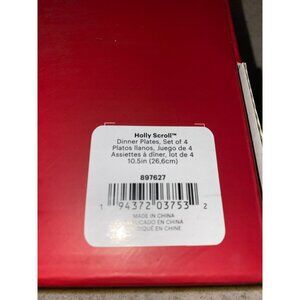 Holly Scroll™
Dinner Plates, Set of 4
Platos llanos, Juego de 4
Assiettes à dîner, lot de 4
10.5in (26,6cm)
897627
1 94372 03753 2
MADE IN CHINA
FABRICADO EN CHINA
FABRIQUÉ EN CHINE